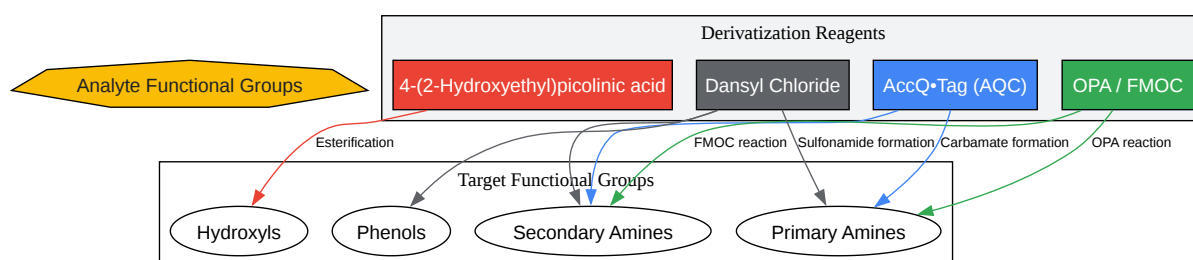 Derivatization Reagents
Analyte Functional Groups
4-(2-Hydroxyethyl)picolinic acid
Dansyl Chloride
AccQ•Tag (AQC)
OPA / FMOC
Esterification
FMOC reaction
Sulfonamide formation
Carbamate formation
OPA reaction
Target Functional Groups
Hydroxyls
Phenols
Secondary Amines
Primary Amines